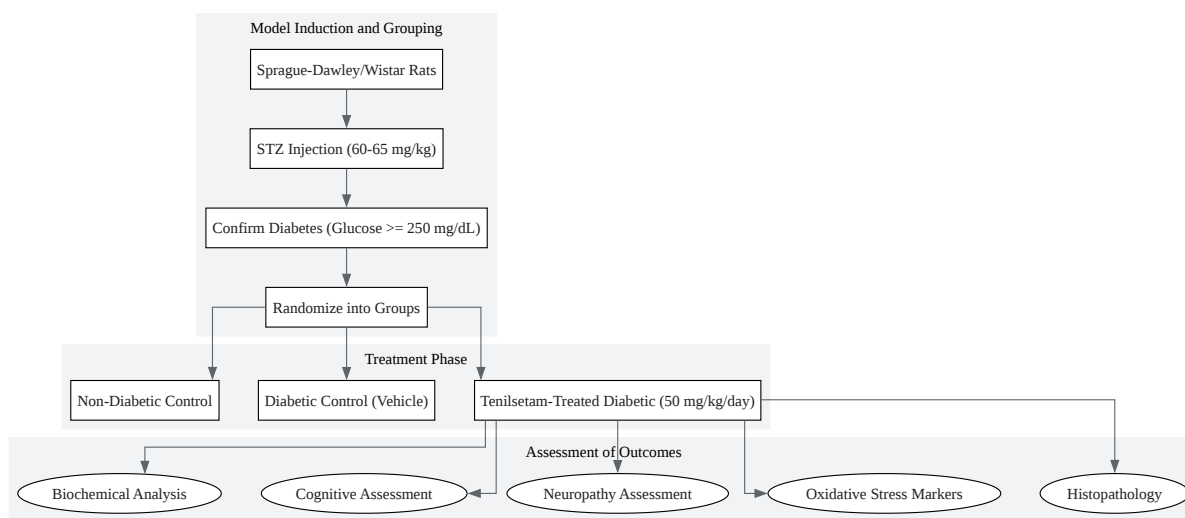 Model Induction and Grouping
Sprague-Dawley/Wistar Rats
STZ Injection (60-65 mg/kg)
Confirm Diabetes (Glucose >= 250 mg/dL)
Randomize into Groups
Treatment Phase
Non-Diabetic Control
Diabetic Control (Vehicle)
Tenilsetam-Treated Diabetic (50 mg/kg/day)
Assessment of Outcomes
Biochemical Analysis
Cognitive Assessment
Neuropathy Assessment
Oxidative Stress Markers
Histopathology